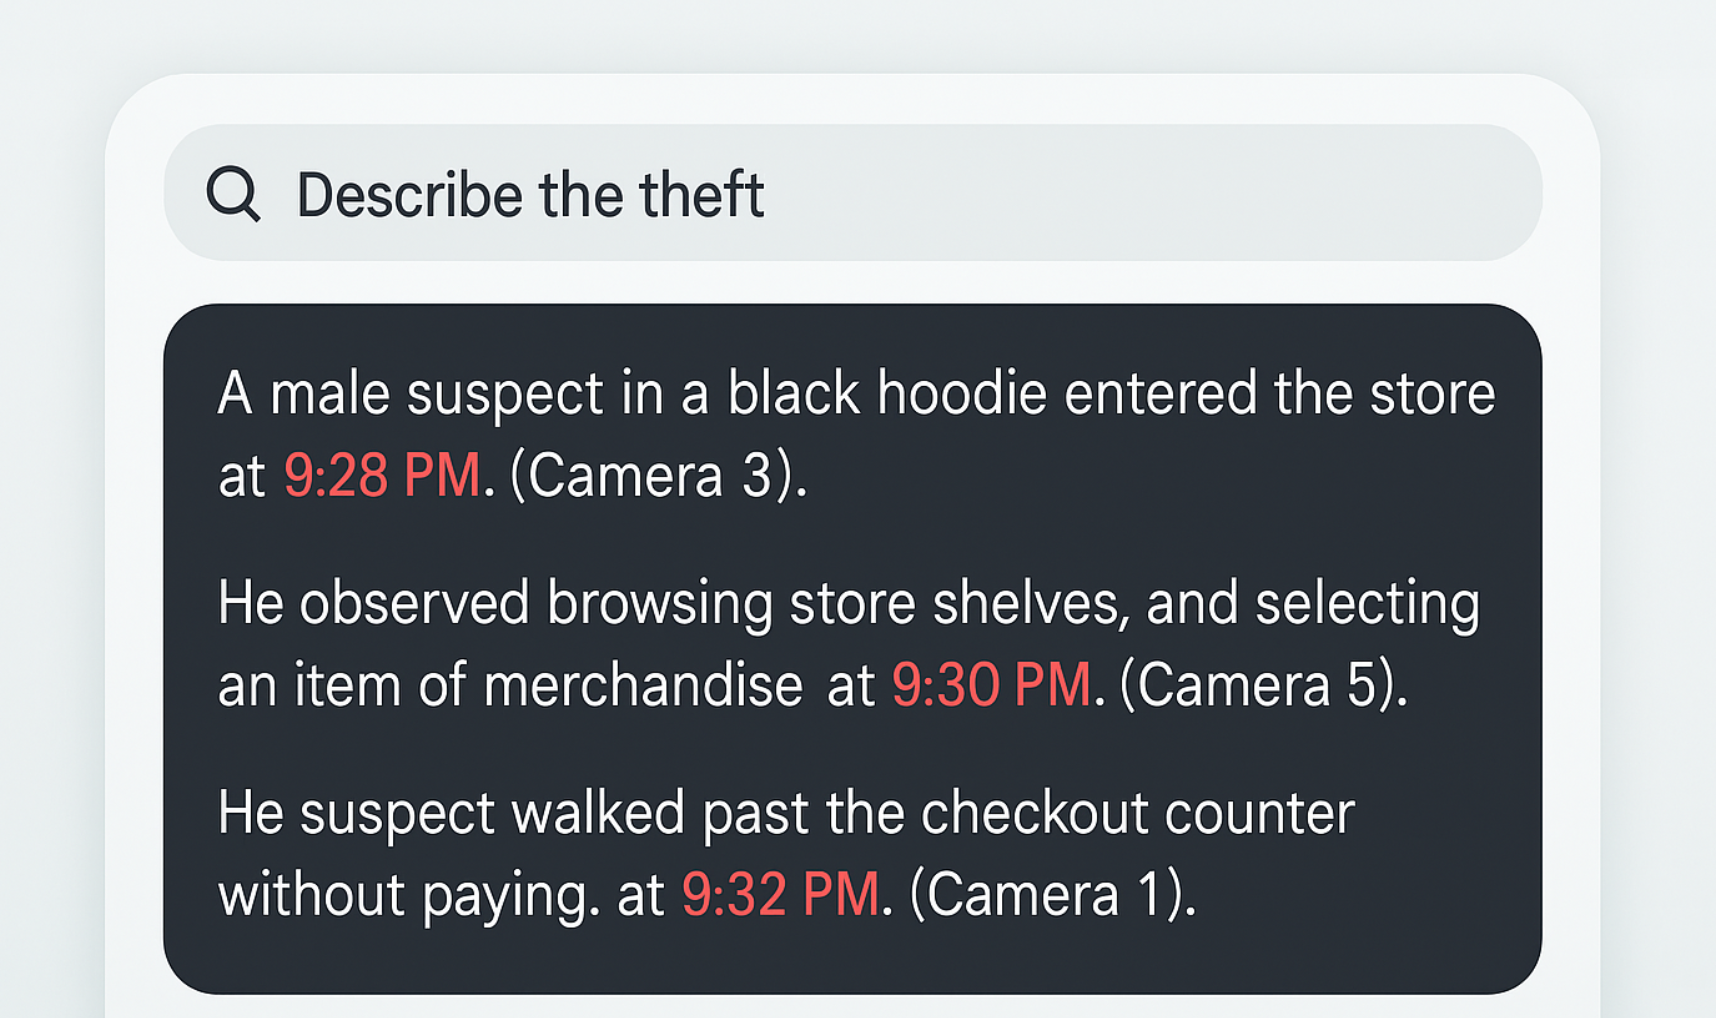 Describe the theft
A male suspect in a black hoodie entered the store
at 9:28 PM. (Camera 3).
He observed browsing store shelves, and selecting
an item of merchandise at 9:30 PM. (Camera 5).
He suspect walked past the checkout counter
without paying. at 9:32 PM. (Camera 1).